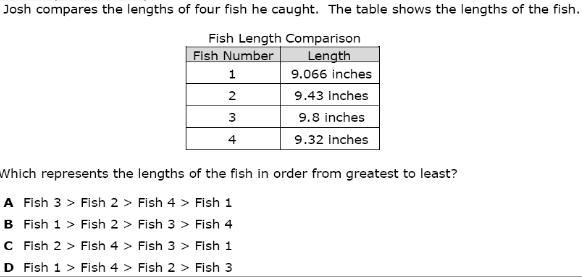 Josh compares the lengths of four fish he caught. The table shows the lengths of the fish.
Fish Length Comparison
Fish Number Length
1 9.066 inches
2 9.43 inches
3 9.8 inches
4 9.32 inches
Which represents the lengths of the fish in order from greatest to least?
A Fish 3 > Fish 2 > Fish 4 > Fish 1
B Fish 1 > Fish 2 > Fish 3 > Fish 4
C Fish 2 > Fish 4 > Fish 3 > Fish 1
D Fish 1 > Fish 4 > Fish 2 > Fish 3